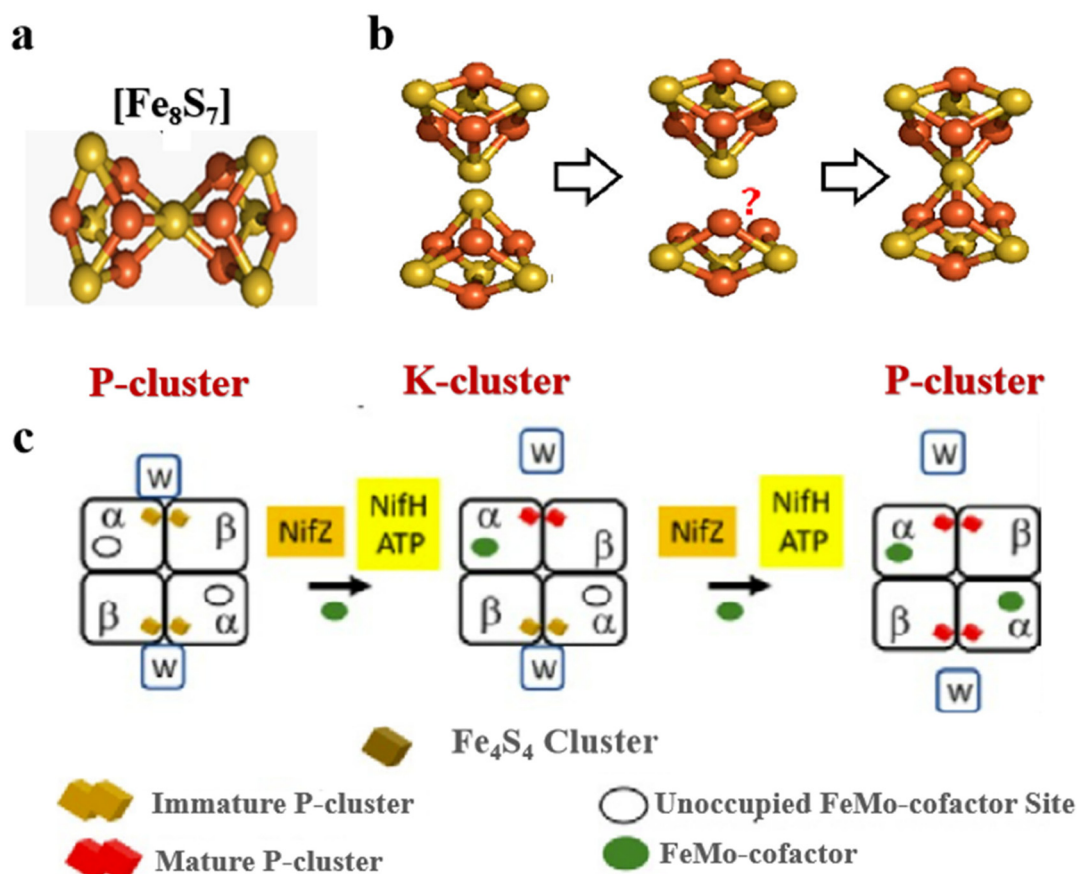 a
b
[Fe₈S₇]
?
P-cluster
K-cluster
P-cluster
c
W
W
W
α
β
NifZ
NifH
ATP
α
β
NifZ
NifH
ATP
α
β
β
α
β
α
β
α
W
W
W
Fe₄S₄ Cluster
Immature P-cluster
Unoccupied FeMo-cofactor Site
Mature P-cluster
FeMo-cofactor